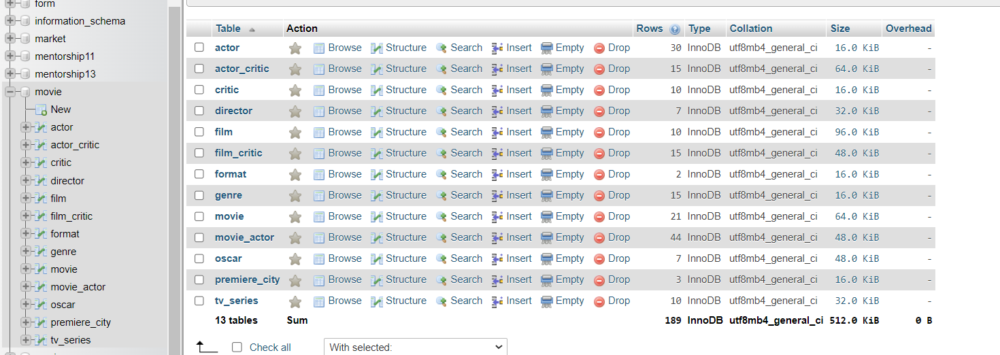 form
information_schema
market
mentorship11
mentorship13
movie
New
actor
actor_critic
critic
director
film
film_critic
format
genre
movie
movie_actor
oscar
premiere_city
tv_series
Table Action Rows Type Collation Size Overhead
actor Browse Structure Search Insert Empty Drop 30 InnoDB utf8mb4_general_ci 16.0 KiB -
actor_critic Browse Structure Search Insert Empty Drop 15 InnoDB utf8mb4_general_ci 64.0 KiB -
critic Browse Structure Search Insert Empty Drop 10 InnoDB utf8mb4_general_ci 16.0 KiB -
director Browse Structure Search Insert Empty Drop 7 InnoDB utf8mb4_general_ci 32.0 KiB -
film Browse Structure Search Insert Empty Drop 10 InnoDB utf8mb4_general_ci 96.0 KiB -
film_critic Browse Structure Search Insert Empty Drop 15 InnoDB utf8mb4_general_ci 48.0 KiB -
format Browse Structure Search Insert Empty Drop 2 InnoDB utf8mb4_general_ci 16.0 KiB -
genre Browse Structure Search Insert Empty Drop 15 InnoDB utf8mb4_general_ci 16.0 KiB -
movie Browse Structure Search Insert Empty Drop 21 InnoDB utf8mb4_general_ci 64.0 KiB -
movie_actor Browse Structure Search Insert Empty Drop 44 InnoDB utf8mb4_general_ci 48.0 KiB -
oscar Browse Structure Search Insert Empty Drop 7 InnoDB utf8mb4_general_ci 48.0 KiB -
premiere_city Browse Structure Search Insert Empty Drop 3 InnoDB utf8mb4_general_ci 16.0 KiB -
tv_series Browse Structure Search Insert Empty Drop 10 InnoDB utf8mb4_general_ci 32.0 KiB -
13 tables Sum 189 InnoDB utf8mb4_general_ci 512.0 KiB 0 B
Check all With selected: